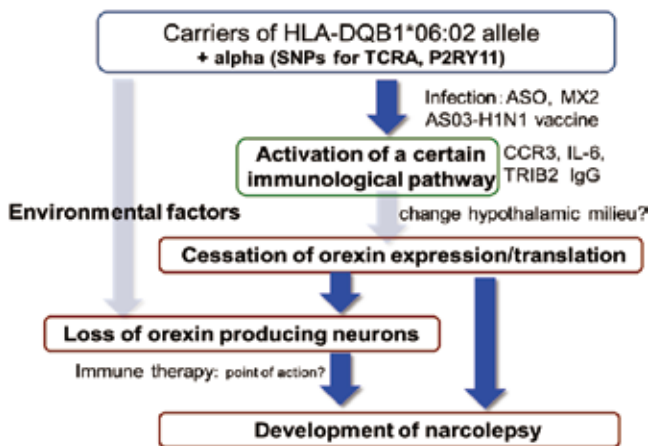 Carriers of HLA-DQB1*06:02 allele
+ alpha (SNPs for TCRA, P2RY11)
Infection: ASO, MX2
AS03-H1N1 vaccine
Activation of a certain
immunological pathway
CCR3, IL-6,
TRIB2 IgG
Environmental factors
change hypothalamic milieu?
Cessation of orexin expression/translation
Loss of orexin producing neurons
Immune therapy: point of action?
Development of narcolepsy